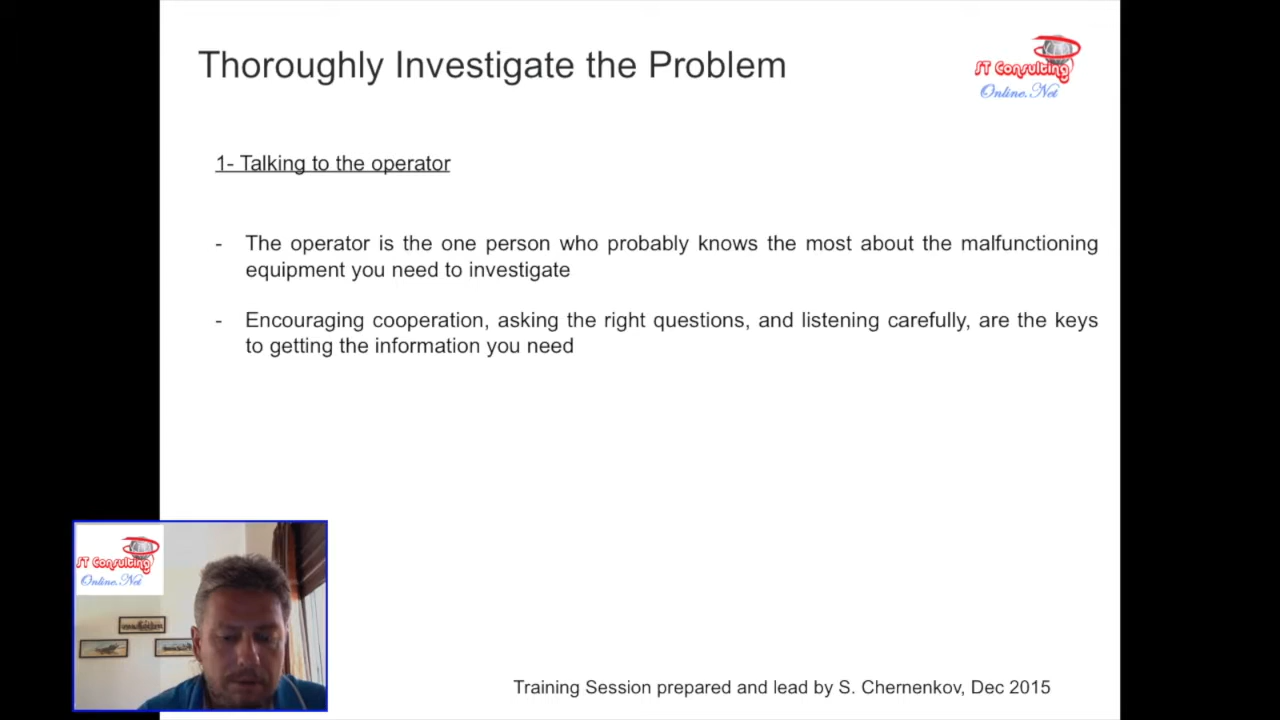 Thoroughly Investigate the Problem
ST Consulting
Online.Net
1- Talking to the operator
- The operator is the one person who probably knows the most about the malfunctioning
equipment you need to investigate
- Encouraging cooperation, asking the right questions, and listening carefully, are the keys
to getting the information you need
ST Consulting
Online.Net
Training Session prepared and lead by S. Chernenkov, Dec 2015